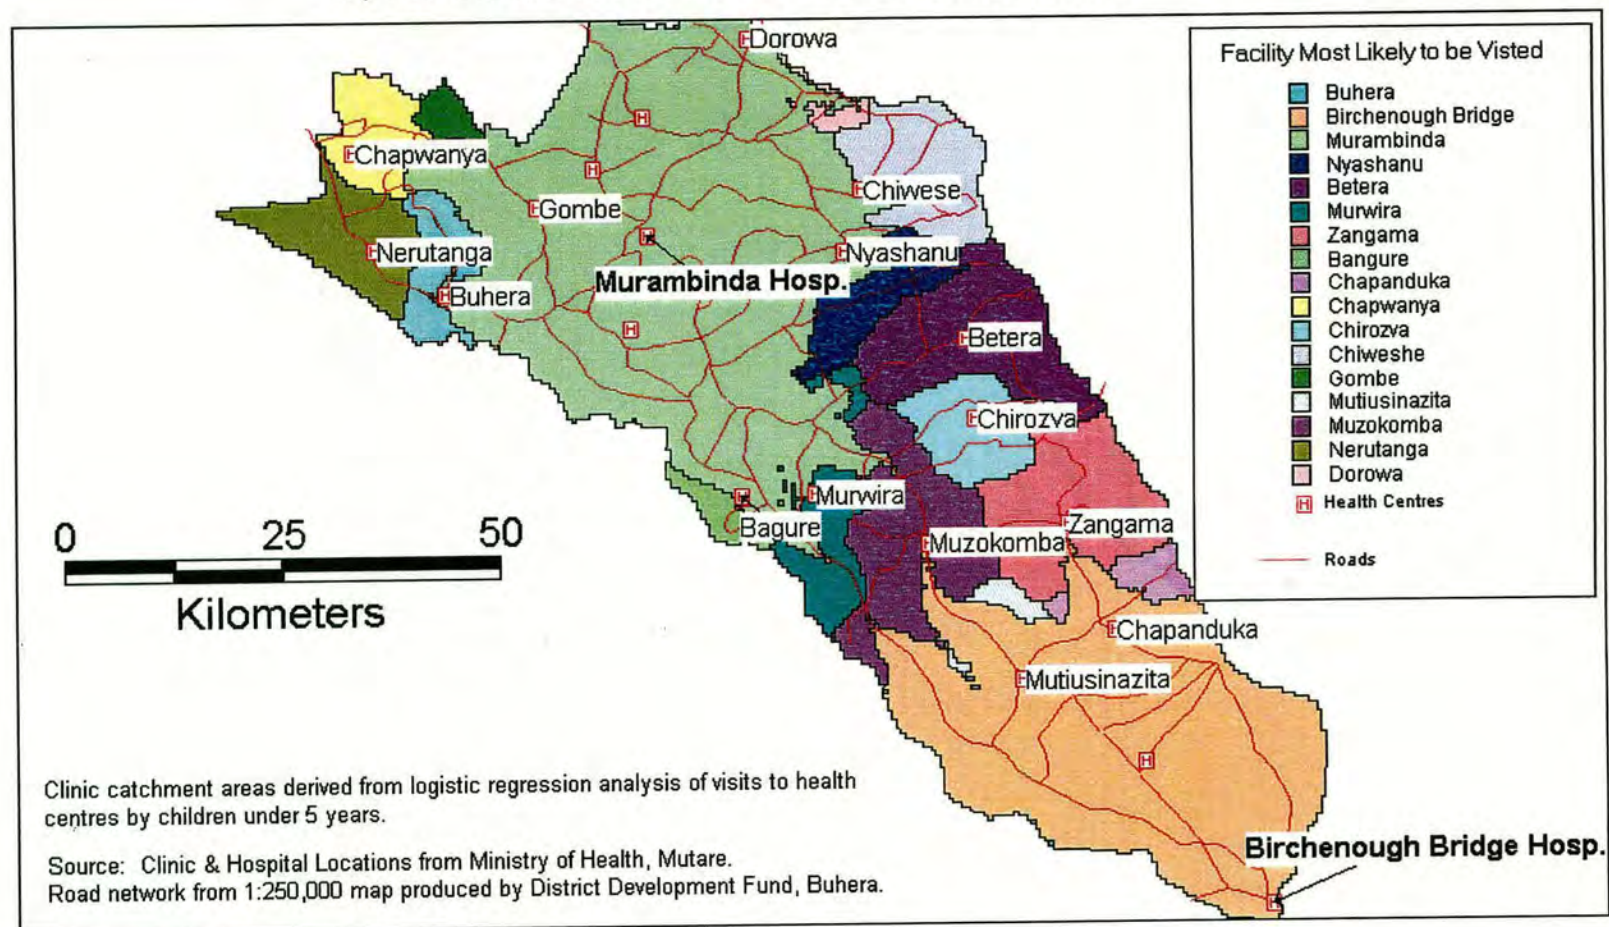 Dorowa
Chapwanya
Chiwese
Gombe
Nerutanga
Nyashanu
Murambinda Hosp.
Buhera
Betera
Chirozva
Murwira
Bagure
Zangama
Muzokomba
Chapanduka
Mutiusinazita
Birchenough Bridge Hosp.
0 25 50
Kilometers
Facility Most Likely to be Visted
Buhera
Birchenough Bridge
Murambinda
Nyashanu
Betera
Murwira
Zangama
Bangure
Chapanduka
Chapwanya
Chirozva
Chiweshe
Gombe
Mutiusinazita
Muzokomba
Nerutanga
Dorowa
H Health Centres
Roads
Clinic catchment areas derived from logistic regression analysis of visits to health
centres by children under 5 years.
Source: Clinic & Hospital Locations from Ministry of Health, Mutare.
Road network from 1:250,000 map produced by District Development Fund, Buhera.